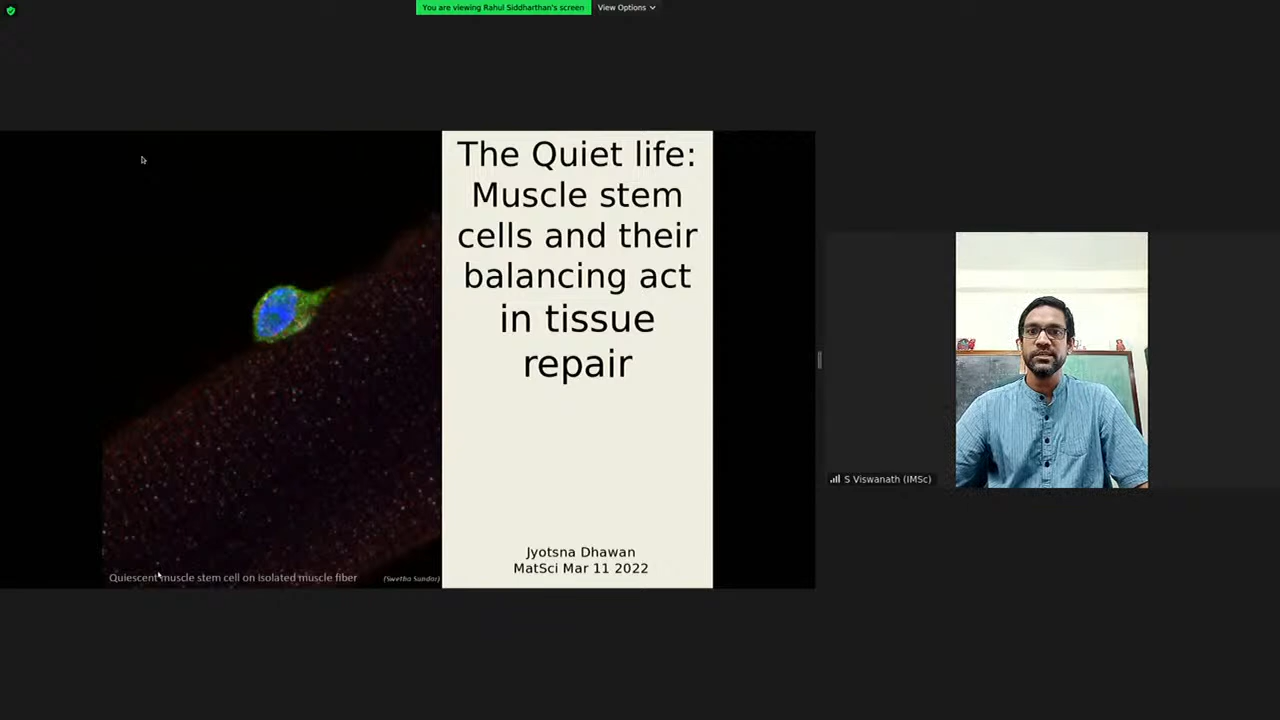 You are viewing Rahul Siddharthan's screen
View Options
The Quiet life:
Muscle stem
cells and their
balancing act
in tissue
repair
Jyotsna Dhawan
MatSci Mar 11 2022
Quiescent muscle stem cell on isolated muscle fiber
(Swetha Sundar)
S Viswanath (IMSc)